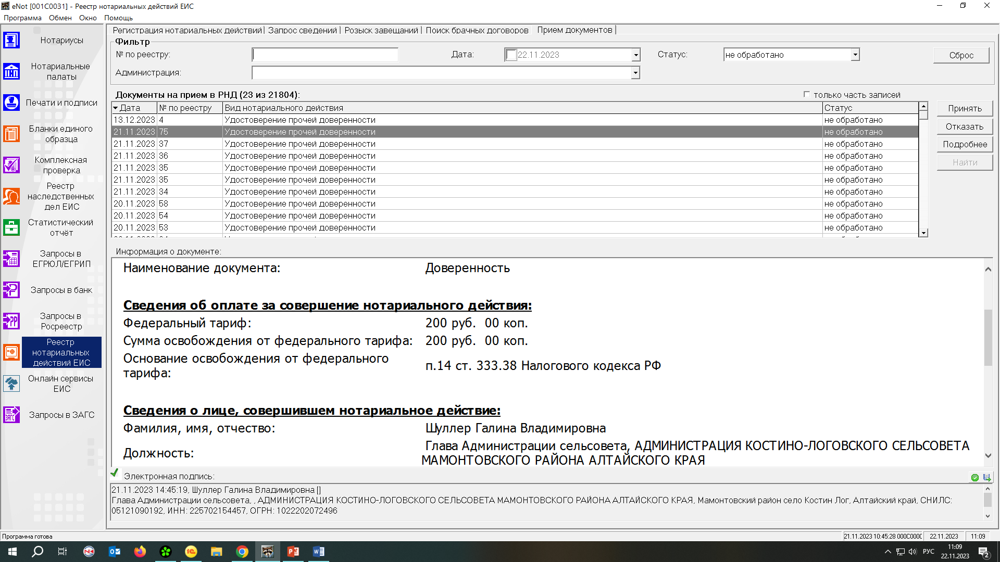 eNot [001C0031] - Реестр нотариальных действий ЕИС
Программа Обмен Окно Помощь
Нотариусы
Нотариальные
палаты
Печати и подписи
Бланки единого
образца
Комплексная
проверка
Реестр
наследственных
дел ЕИС
Статистический
отчёт
Запросы в
ЕГРЮЛ/ЕГРИП
Запросы в банк
Запросы в
Росреестр
Реестр
нотариальных
действий ЕИС
Онлайн сервисы
ЕИС
Запросы в ЗАГС
Регистрация нотариальных действий Запрос сведений Розыск завещаний Поиск брачных договоров Прием документов
Фильтр
№ по реестру: Дата: 22.11.2023 Статус: не обработано Сброс
Администрация:
Документы на прием в РНД (23 из 21804): только часть записей
Дата № по реестру Вид нотариального действия Статус
13.12.2023 4 Удостоверение прочей доверенности не обработано
21.11.2023 75 Удостоверение прочей доверенности не обработано
21.11.2023 37 Удостоверение прочей доверенности не обработано
21.11.2023 36 Удостоверение прочей доверенности не обработано
21.11.2023 35 Удостоверение прочей доверенности не обработано
21.11.2023 35 Удостоверение прочей доверенности не обработано
21.11.2023 34 Удостоверение прочей доверенности не обработано
20.11.2023 58 Удостоверение прочей доверенности не обработано
20.11.2023 54 Удостоверение прочей доверенности не обработано
20.11.2023 53 Удостоверение прочей доверенности не обработано
Принять
Отказать
Подробнее
Найти
Информация о документе:
Наименование документа: Доверенность
Сведения об оплате за совершение нотариального действия:
Федеральный тариф: 200 руб. 00 коп.
Сумма освобождения от федерального тарифа: 200 руб. 00 коп.
Основание освобождения от федерального
тарифа: п.14 ст. 333.38 Налогового кодекса РФ
Сведения о лице, совершившем нотариальное действие:
Фамилия, имя, отчество: Шуллер Галина Владимировна
Должность: Глава Администрации сельсовета, АДМИНИСТРАЦИЯ КОСТИНО-ЛОГОВСКОГО СЕЛЬСОВЕТА
МАМОНТОВСКОГО РАЙОНА АЛТАЙСКОГО КРАЯ
Электронная подпись:
21.11.2023 14:45:19, Шуллер Галина Владимировна []
Глава Администрации сельсовета, , АДМИНИСТРАЦИЯ КОСТИНО-ЛОГОВСКОГО СЕЛЬСОВЕТА МАМОНТОВСКОГО РАЙОНА АЛТАЙСКОГО КРАЯ, Мамонтовский район село Костин Лог, Алтайский край, СНИЛС:
05121090192, ИНН: 225702154457, ОГРН: 1022202072496
Программа готова 21.11.2023 10:45:28 000C000C 22.11.2023 11:09
РУС 11:09
22.11.2023
2